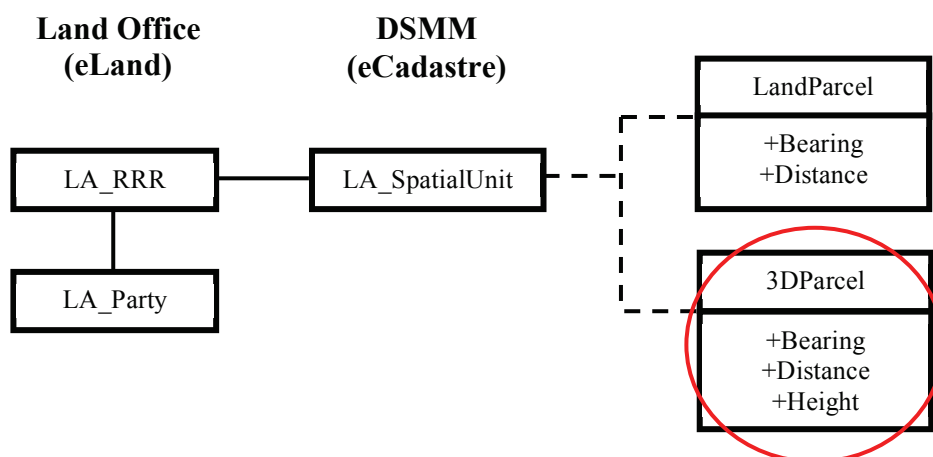 Land Office
(eLand)
DSMM
(eCadastre)
LandParcel
+Bearing
+Distance
LA_RRR
LA_SpatialUnit
LA_Party
3DParcel
+Bearing
+Distance
+Height